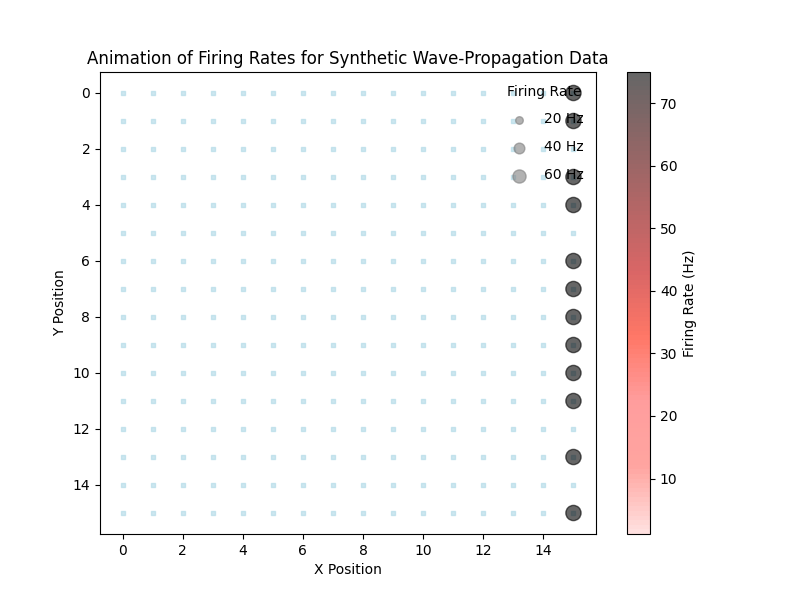 Animation of Firing Rates for Synthetic Wave-Propagation Data
Firing Rate
20 Hz
40 Hz
60 Hz
0
2
4
6
8
10
12
14
Y Position
0
2
4
6
8
10
12
14
X Position
70
60
50
40
30
20
10
Firing Rate (Hz)